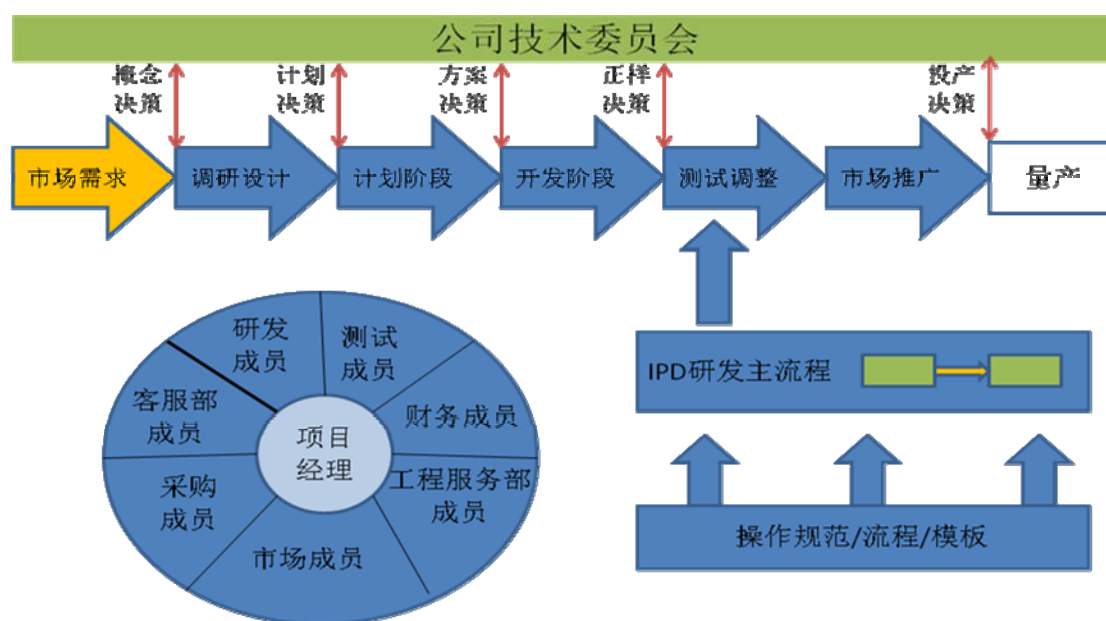 公司技术委员会
概念
决策
计划
决策
方案
决策
正样
决策
投产
决策
市场需求
调研设计
计划阶段
开发阶段
测试调整
市场推广
量产
研发
成员
测试
成员
客服部
成员
财务成员
项目
经理
采购
成员
工程服务部
成员
市场成员
IPD研发主流程
操作规范/流程/模板